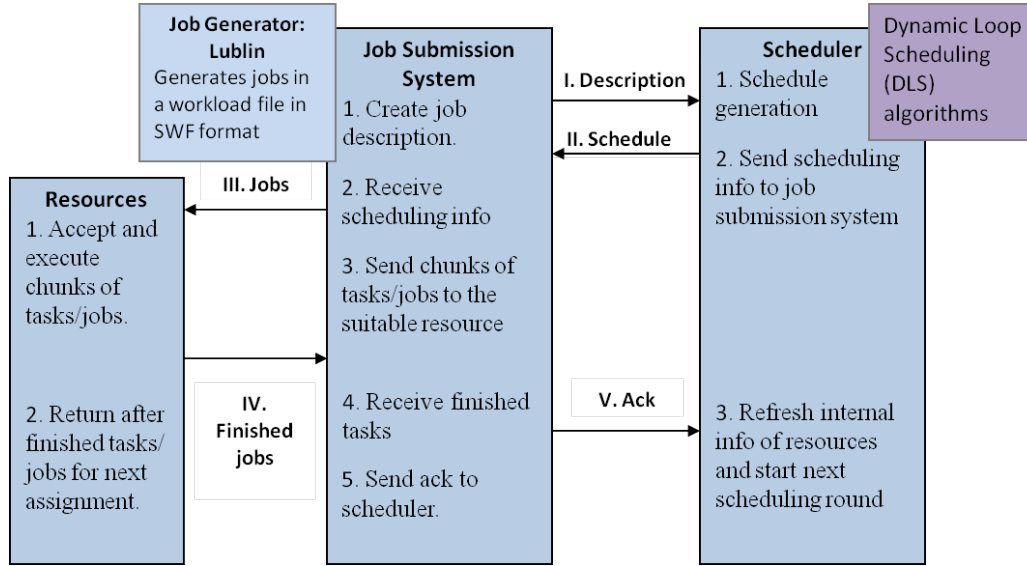 Job Generator:
Lublin
Generates jobs in
a workload file in
SWF format
Job Submission
System
1. Create job
description.
2. Receive
scheduling info
3. Send chunks of
tasks/jobs to the
suitable resource
4. Receive finished
tasks
5. Send ack to
scheduler.
Scheduler
1. Schedule
generation
2. Send scheduling
info to job
submission system
3. Refresh internal
info of resources
and start next
scheduling round
Dynamic Loop
Scheduling
(DLS)
algorithms
I. Description
II. Schedule
III. Jobs
Resources
1. Accept and
execute
chunks of
tasks/jobs.
2. Return after
finished tasks/
jobs for next
assignment.
IV.
Finished
jobs
V. Ack